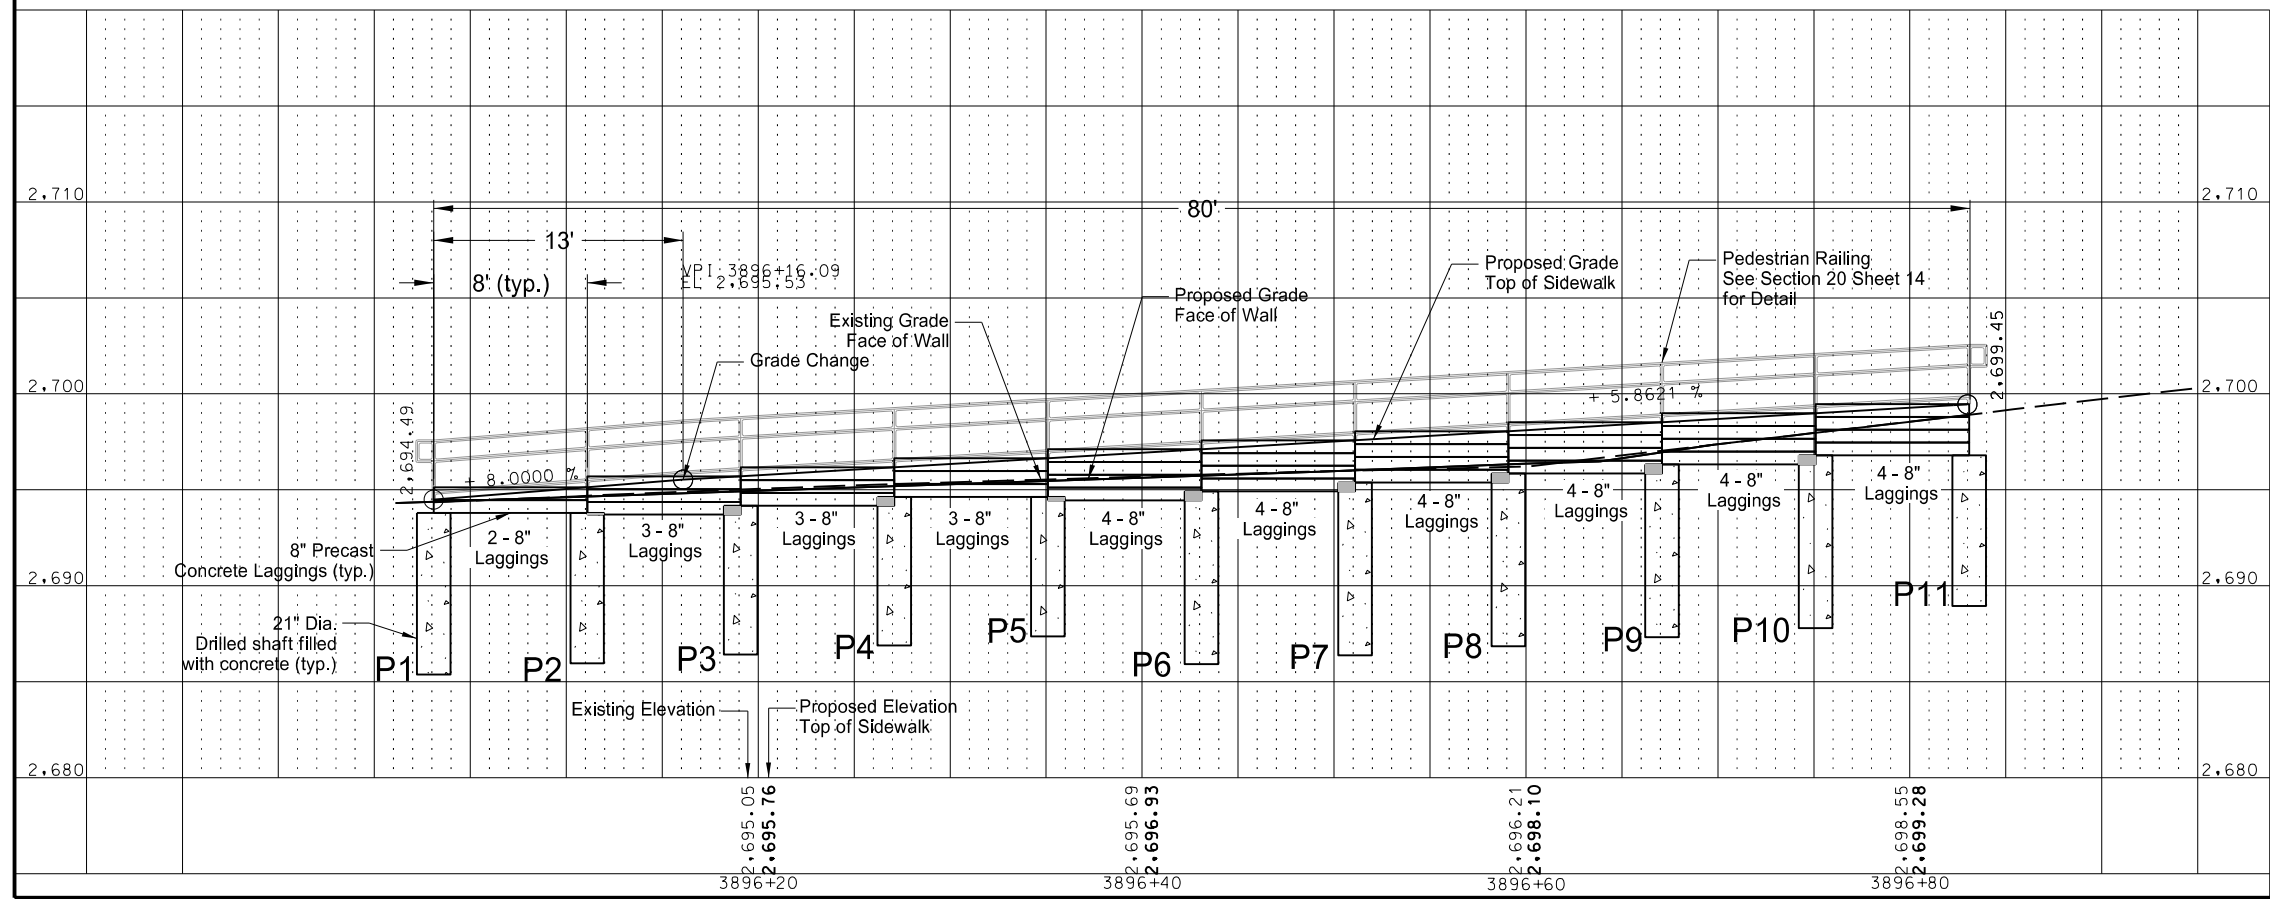 2,710
2,710
80'
13'
8' (typ.)
VPI 3896+16.09
EL 2,695.53
Proposed Grade
Top of Sidewalk
Pedestrian Railing
See Section 20 Sheet 14
for Detail
Proposed Grade
Face of Wall
Existing Grade
Face of Wall
Grade Change
2,699.45
2,700
2,700
+ 5.8621 %
2,694.49
+ 8.0000 %
8" Precast
Concrete Laggings (typ.)
2 - 8"
Laggings
3 - 8"
Laggings
3 - 8"
Laggings
3 - 8"
Laggings
4 - 8"
Laggings
4 - 8"
Laggings
4 - 8"
Laggings
4 - 8"
Laggings
4 - 8"
Laggings
4 - 8"
Laggings
2,690
2,690
21" Dia.
Drilled shaft filled
with concrete (typ.)
P1
P2
P3
P4
P5
P6
P7
P8
P9
P10
P11
Existing Elevation
Proposed Elevation
Top of Sidewalk
2,680
2,680
2,695.05
2,695.76
2,695.69
2,696.93
2,696.21
2,698.10
2,698.55
2,699.28
3896+20
3896+40
3896+60
3896+80